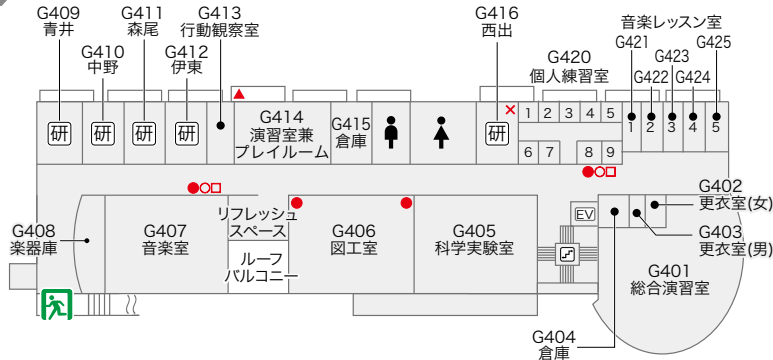 G409
青井
G410
中野
G411
森尾
G412
伊東
G413
行動観察室
G416
西出
G420
個人練習室
音楽レッスン室
G421
G422
G423
G424
G425
研
研
研
研
G414
演習室兼
プレイルーム
G415
倉庫
研
1 2 3 4 5
6 7 8 9
1 2 3 4 5
G408
楽器庫
G407
音楽室
リフレッシュ
スペース
ルーフ
バルコニー
G406
図工室
G405
科学実験室
EV
G402
更衣室(女)
G403
更衣室(男)
G401
総合演習室
G404
倉庫